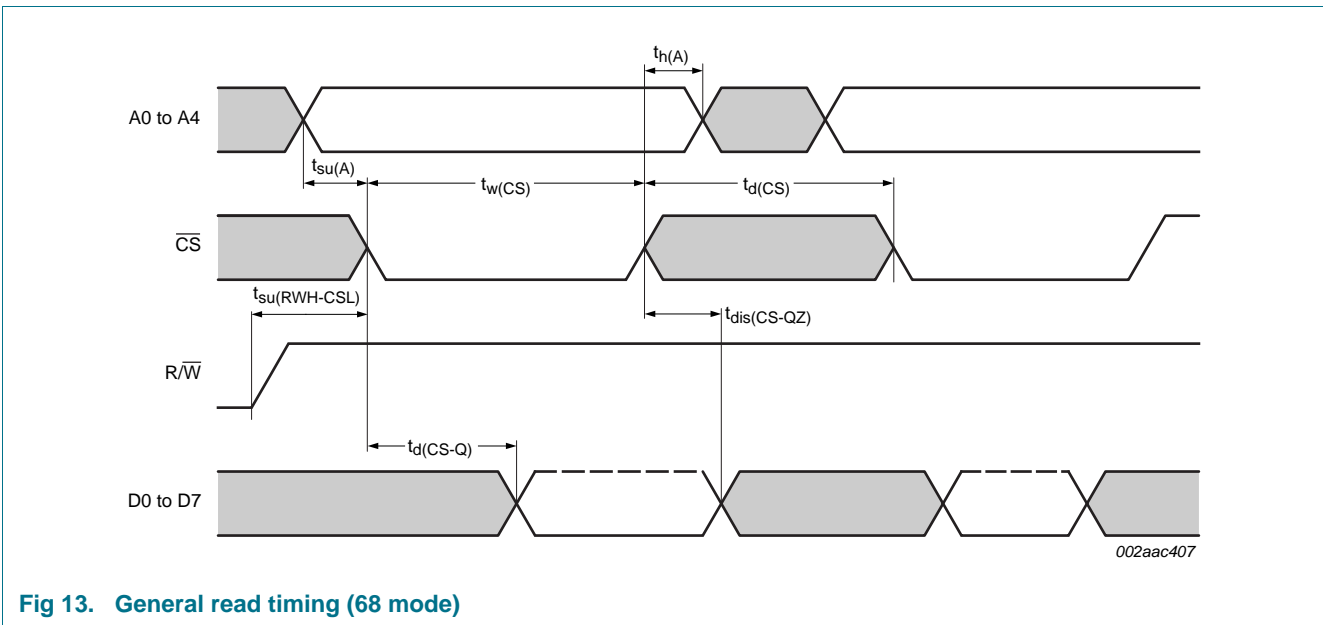 th(A)
A0 to A4
tsu(A)
tw(CS)
td(CS)
C̅S̅
tsu(RWH-CSL)
tdis(CS-QZ)
R/W̅
td(CS-Q)
D0 to D7
002aac407
Fig 13. General read timing (68 mode)